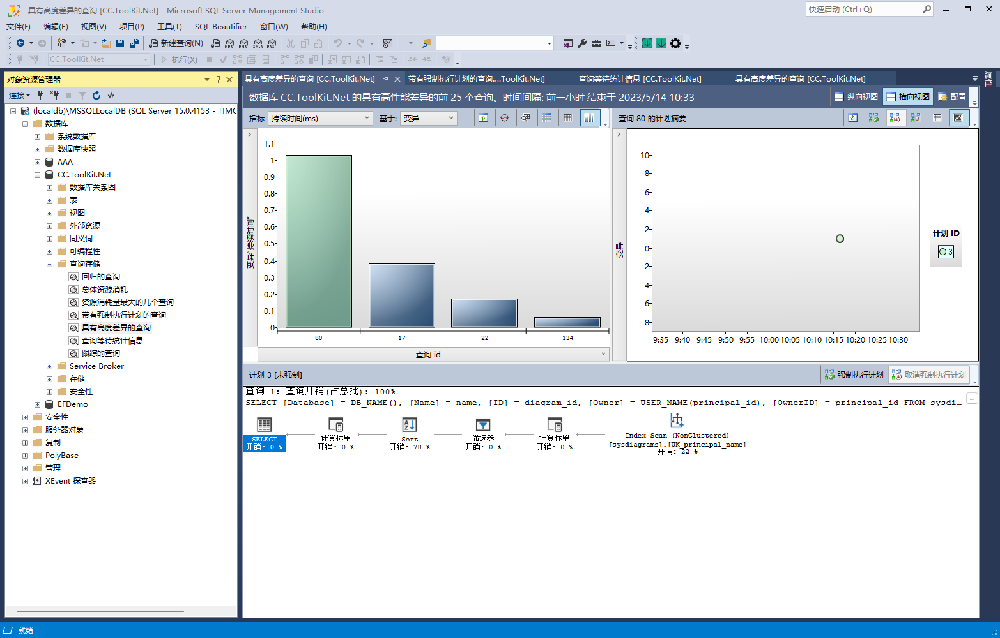 具有高度差异的查询 [CC.ToolKit.Net] - Microsoft SQL Server Management Studio
快速启动 (Ctrl+Q)
文件(F) 编辑(E) 视图(V) 项目(P) 工具(T) SQL Beautifier 窗口(W) 帮助(H)
新建查询(N)
MDX DMX XMLA DAX
CC.ToolKit.Net
执行(X)
对象资源管理器
连接
(localdb)\MSSQLLocalDB (SQL Server 15.0.4153 - TIMC
数据库
系统数据库
数据库快照
AAA
CC.ToolKit.Net
数据库关系图
表
视图
外部资源
同义词
可编程性
查询存储
回归的查询
总体资源消耗
资源消耗量最大的几个查询
带有强制执行计划的查询
具有高度差异的查询
查询等待统计信息
跟踪的查询
Service Broker
存储
安全性
EFDemo
安全性
服务器对象
复制
PolyBase
管理
XEvent 探查器
具有高度差异的查询 [CC.ToolKit.Net]
带有强制执行计划的查询....ToolKit.Net]
查询等待统计信息 [CC.ToolKit.Net]
具有高度差异的查询 [CC.ToolKit.Net]
属性
数据库 CC.ToolKit.Net 的具有高性能差异的前 25 个查询。时间间隔: 前一小时 结束于 2023/5/14 10:33
纵向视图 横向视图 配置
指标 持续时间(ms) 基于: 变异
变异“持续时间”
1.1
1
0.9
0.8
0.7
0.6
0.5
0.4
0.3
0.2
0.1
0
80 17 22 134
查询 id
查询 80 的计划摘要
变异
10
8
6
4
2
0
-2
-4
-6
-8
9:35 9:40 9:45 9:50 9:55 10:00 10:05 10:10 10:15 10:20 10:25 10:30
计划 ID
3
计划 3 [未强制]
强制执行计划 取消强制执行计划
查询 1: 查询开销(占总批): 100%
SELECT [Database] = DB_NAME(), [Name] = name, [ID] = diagram_id, [Owner] = USER_NAME(principal_id), [OwnerID] = principal_id FROM sysdi...
SELECT
开销: 0 %
计算标量
开销: 0 %
Sort
开销: 78 %
筛选器
开销: 0 %
计算标量
开销: 0 %
Index Scan (NonClustered)
[sysdiagrams].[UK_principal_name]
开销: 22 %
就绪